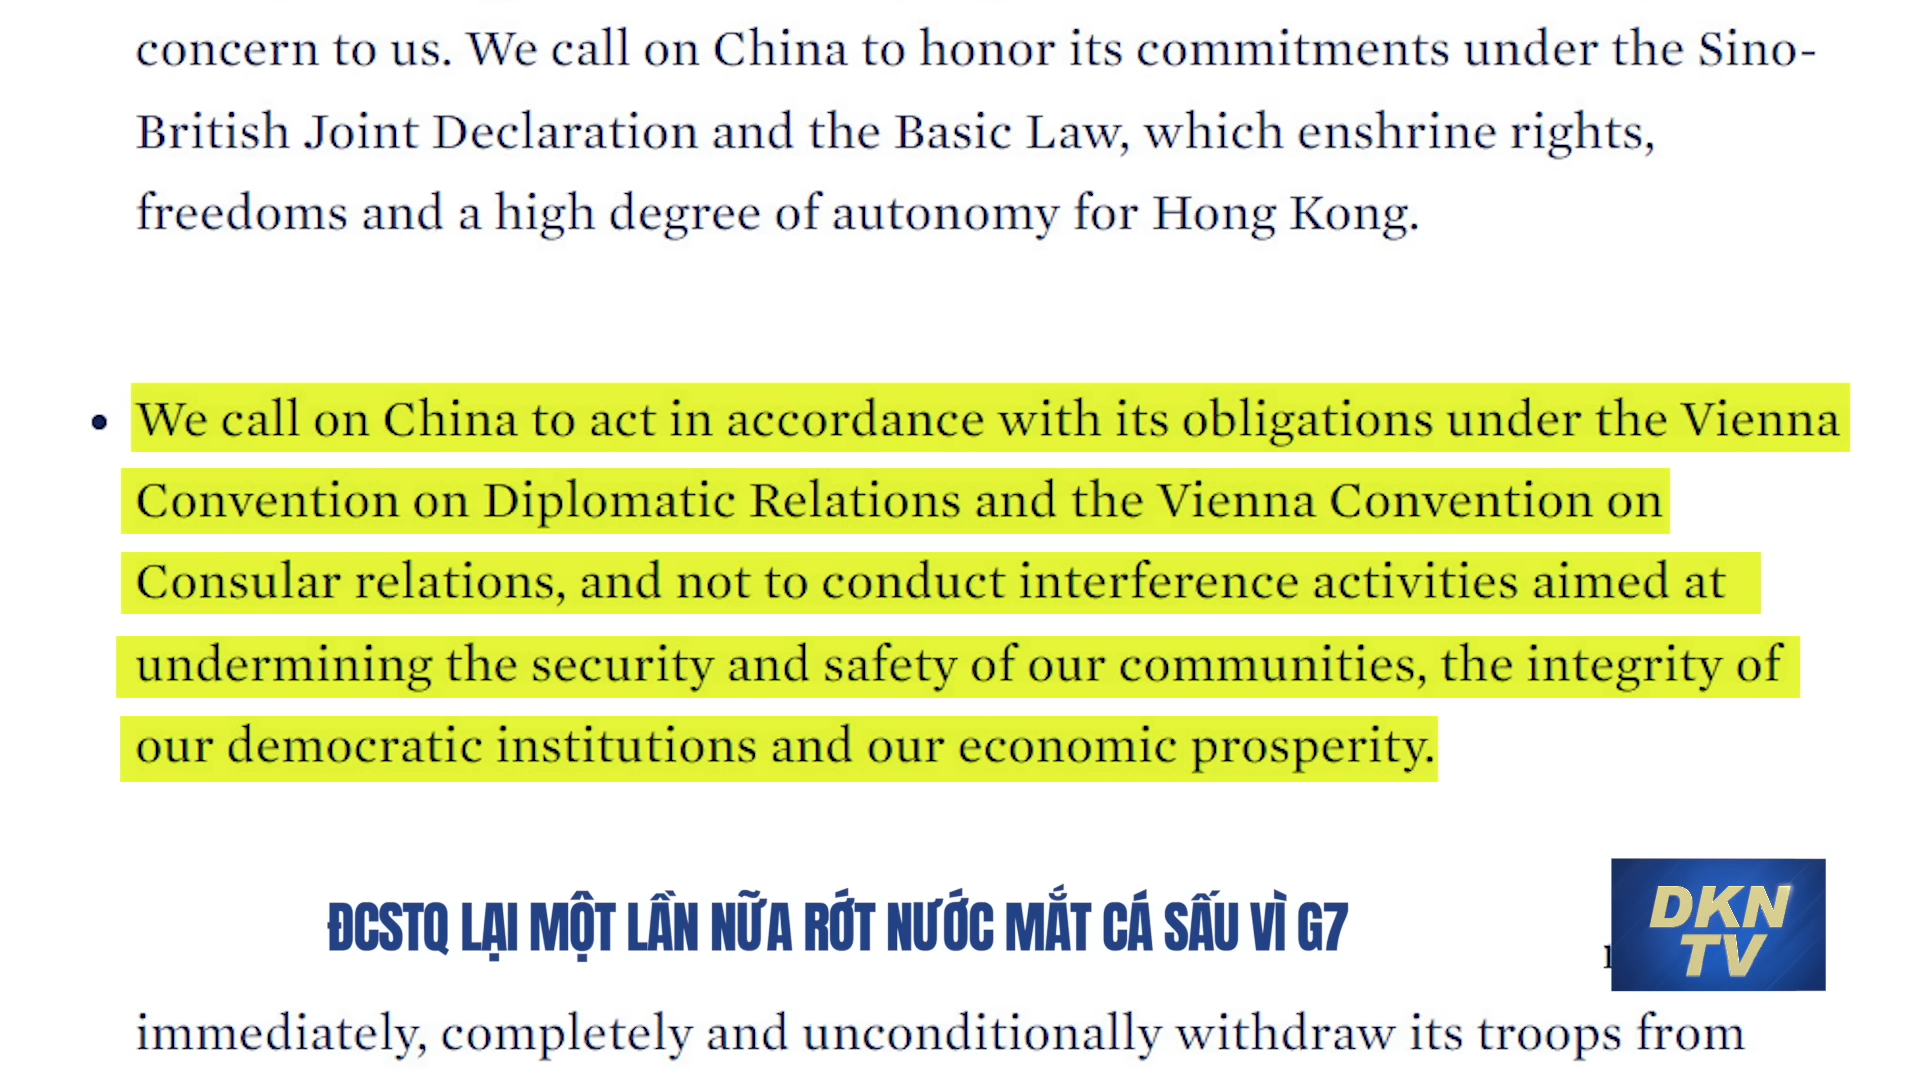 concern to us. We call on China to honor its commitments under the Sino-
British Joint Declaration and the Basic Law, which enshrine rights,
freedoms and a high degree of autonomy for Hong Kong.
• We call on China to act in accordance with its obligations under the Vienna
Convention on Diplomatic Relations and the Vienna Convention on
Consular relations, and not to conduct interference activities aimed at
undermining the security and safety of our communities, the integrity of
our democratic institutions and our economic prosperity.
ĐCSTQ LẠI MỘT LẦN NỮA RỚT NƯỚC MẮT CÁ SẤU VÌ G7
DKN
TV
immediately, completely and unconditionally withdraw its troops from